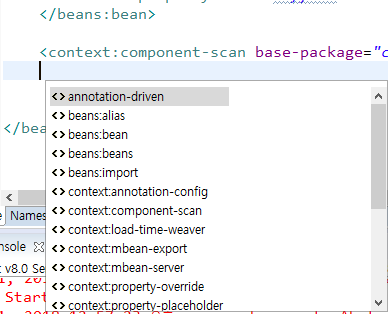 </beans:bean>
<context:component-scan base-package="c
<> annotation-driven
<> beans:alias
<> beans:bean
<> beans:beans
<> beans:import
<> context:annotation-config
<> context:component-scan
<> context:load-time-weaver
<> context:mbean-export
<> context:mbean-server
<> context:property-override
<> context:property-placeholder
</bea
Names
nsole
t v8.0 Se
Start